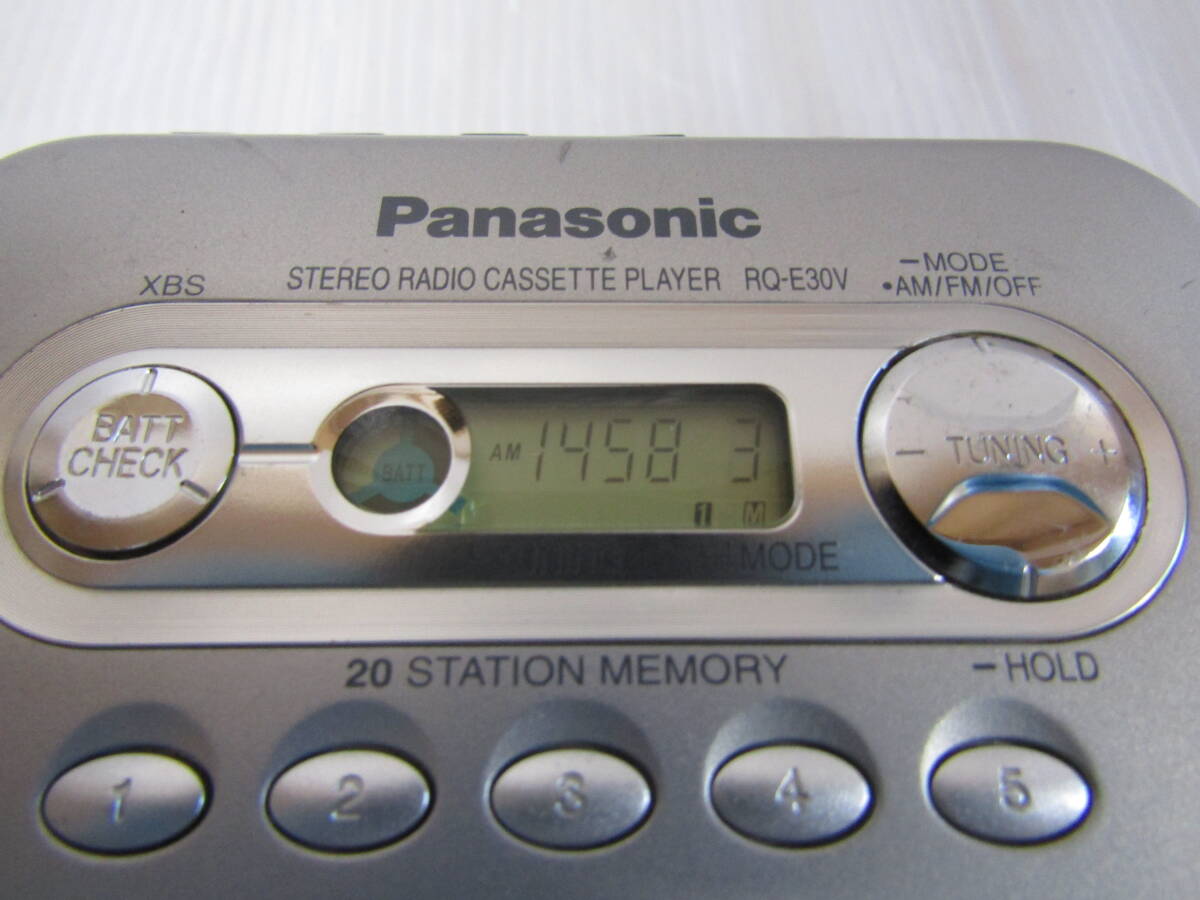 Panasonic
STEREO RADIO CASSETTE PLAYER RQ-E30V
XBS
–MODE
•AM/FM/OFF
BATT
CHECK
BATT
AM 1458 3
1 M
– TUNING +
MODE
20 STATION MEMORY
–HOLD
1 2 3 4 5